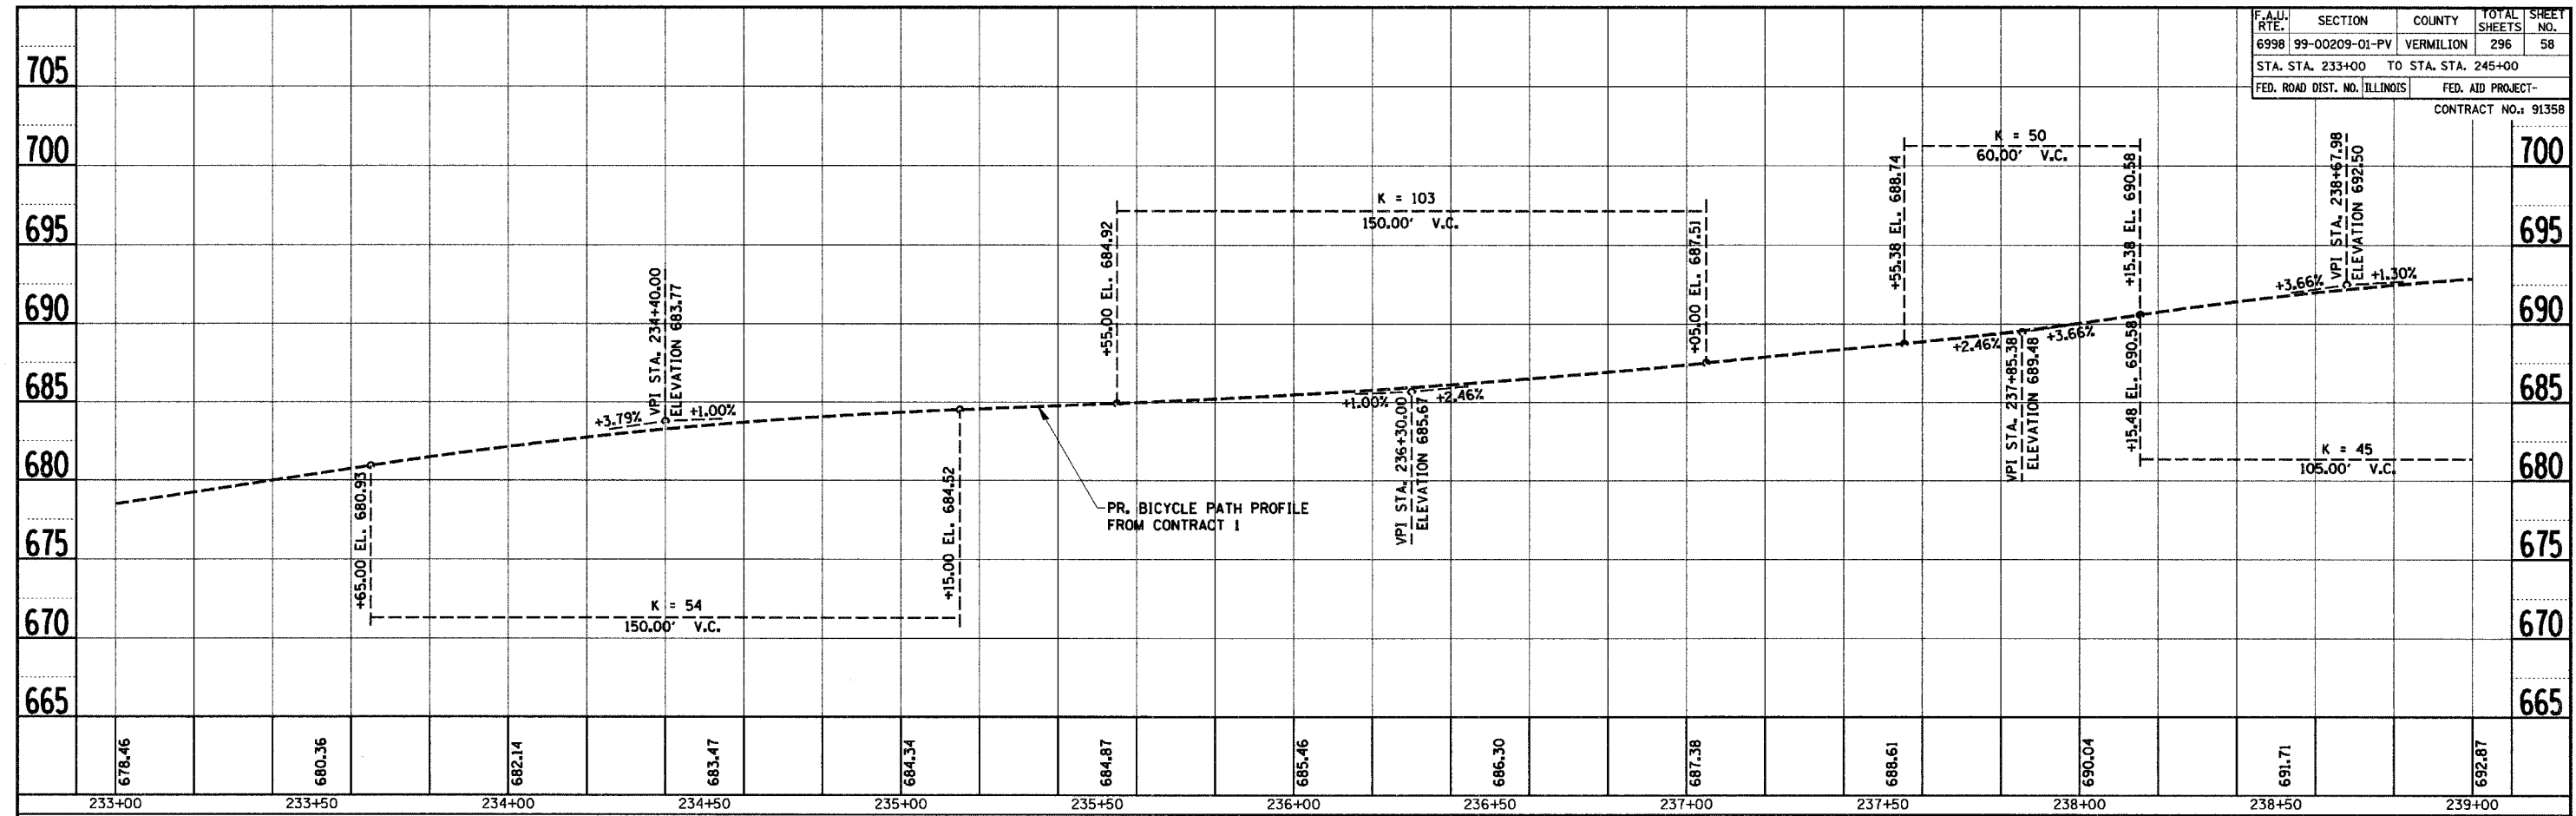 F.A.U. RTE. SECTION COUNTY TOTAL SHEETS SHEET NO.
6998 99-00209-01-PV VERMILION 296 58
STA. STA. 233+00 TO STA. STA. 245+00
FED. ROAD DIST. NO. ILLINOIS FED. AID PROJECT-
CONTRACT NO.: 91358
705
700
695
690
685
680
675
670
665
700
695
690
685
680
675
670
665
+65.00 EL. 680.93
K = 54
150.00' V.C.
+3.79%
VPI STA. 234+40.00
ELEVATION 683.77
+1.00%
+15.00 EL. 684.52
PR. BICYCLE PATH PROFILE
FROM CONTRACT 1
+55.00 EL. 684.92
K = 103
150.00' V.C.
+1.00%
VPI STA. 236+30.00
ELEVATION 685.67
+2.46%
+05.00 EL. 687.51
+55.38 EL. 688.74
K = 50
60.00' V.C.
+2.46%
VPI STA. 237+85.38
ELEVATION 689.48
+3.66%
+15.38 EL. 690.58
+15.48 EL. 690.58
K = 45
105.00' V.C.
+3.66%
VPI STA. 238+67.98
ELEVATION 692.50
+1.30%
678.46 680.36 682.14 683.47 684.34 684.87 685.46 686.30 687.38 688.61 690.04 691.71 692.87
233+00 233+50 234+00 234+50 235+00 235+50 236+00 236+50 237+00 237+50 238+00 238+50 239+00